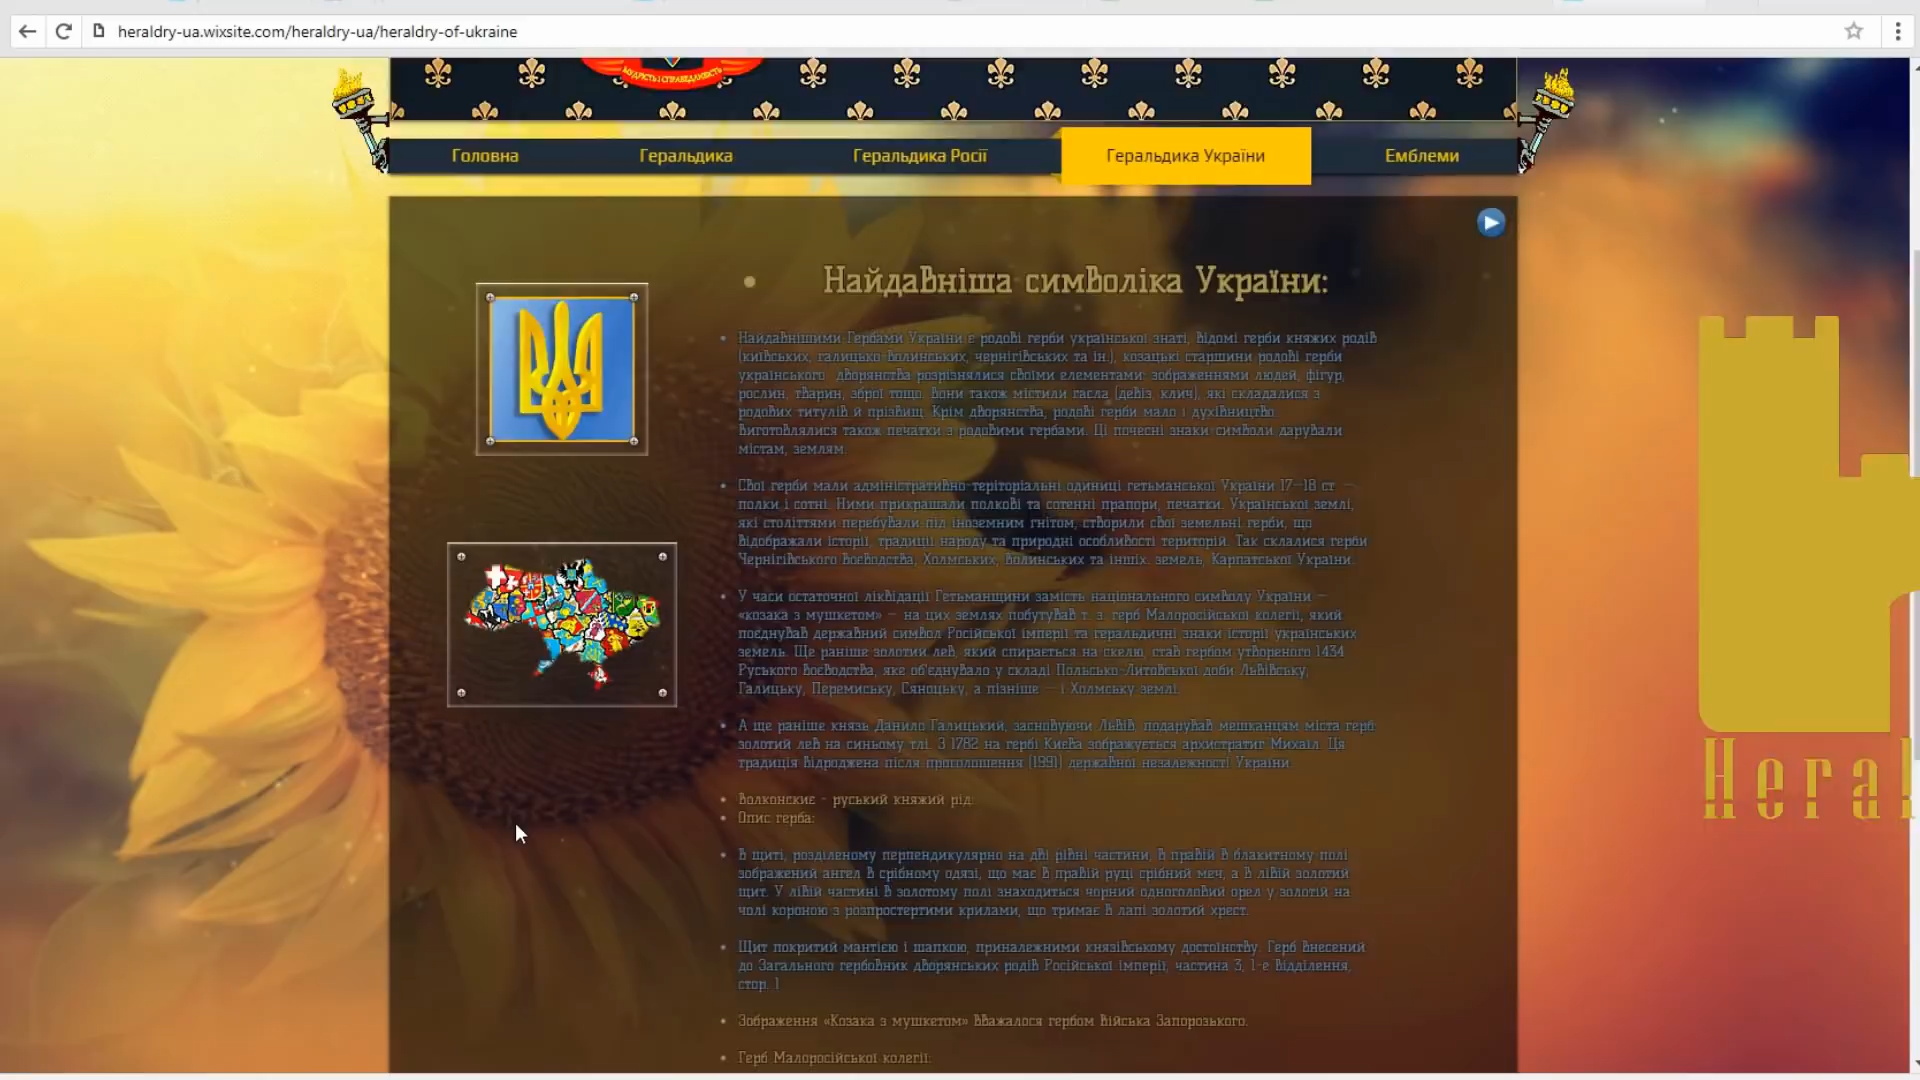 heraldry-ua.wixsite.com/heraldry-ua/heraldry-of-ukraine
МУДРІСТЬ І СПРАВЕДЛИВІСТЬ
Головна
Геральдика
Геральдика Росії
Геральдика України
Емблеми
Найдавніша символіка України:
Найдавнішими Гербами України є родові герби української знаті, відомі герби княжих родів
(київських, галицько-волинських, чернігівських та ін.), козацькі старшини родові герби
українського дворянства розрізнялися своїми елементами: зображеннями людей, фігур,
рослин, тварин, зброї тощо. Вони також містили гасла (девіз, клич), які складалися з
родових титулів й прізвищ. Крім дворянства, родові герби мало і духівництво.
Виготовлялися також печатки з родовими гербами. Ці почесні знаки-символи дарували
містам, землям.
Свої герби мали адміністративно-теріторіальні одиниці гетьманської України 17—18 ст —
полки і сотні. Ними прикрашали полкові та сотенні прапори, печатки. Української землі,
які століттями перебували під іноземним гнітом, створили свої земельні герби, що
відображали історії, традиції народу та природні особливості територій. Так склалися герби
Чернігівського воєводства, Холмських, Волинських та інших. земель, Карпатської України.
У часи остаточної ліквідації Гетьманщини замість національного символу України —
«козака з мушкетом» — на цих землях побутував т. з. герб Малоросійської колегії, який
поєднував державний символ Російської імперії та геральдичні знаки історії українських
земель. Ще раніше золотий лев, який спирається на скелю, став гербом утвореного 1434
Руського воєводства, яке об'єднувало у складі Польсько-Литовської доби Львівську,
Галицьку, Перемиську, Сяноцьку, а пізніше — і Холмську землі.
А ще раніше князь Данило Галицький, засновуючи Львів, подарував мешканцям міста герб:
золотий лев на синьому тлі. З 1782 на гербі Києва зображується архистратиг Михаїл. Ця
традиція відроджена після проголошення (1991) державної незалежності України.
Волконские - руський княжий рід:
Опис герба:
В щиті, розділеному перпендикулярно на дві рівні частини, в правій в блакитному полі
зображений ангел в срібному одязі, що має в правій руці срібний меч, а в лівій золотий
щит. У лівій частині в золотому полі знаходиться чорний одноголовий орел у золотій на
чолі короною з розпростертими крилами, що тримає в лапі золотий хрест.
Щит покритий мантією і шапкою, приналежними князівському достоїнству. Герб внесений
до Загального гербовник дворянських родів Російської імперії, частина 3, 1-е відділення,
стор. 1
Зображення «Козака з мушкетом» вважалося гербом війська Запорозького.
Герб Малоросійської колегії:
Heral